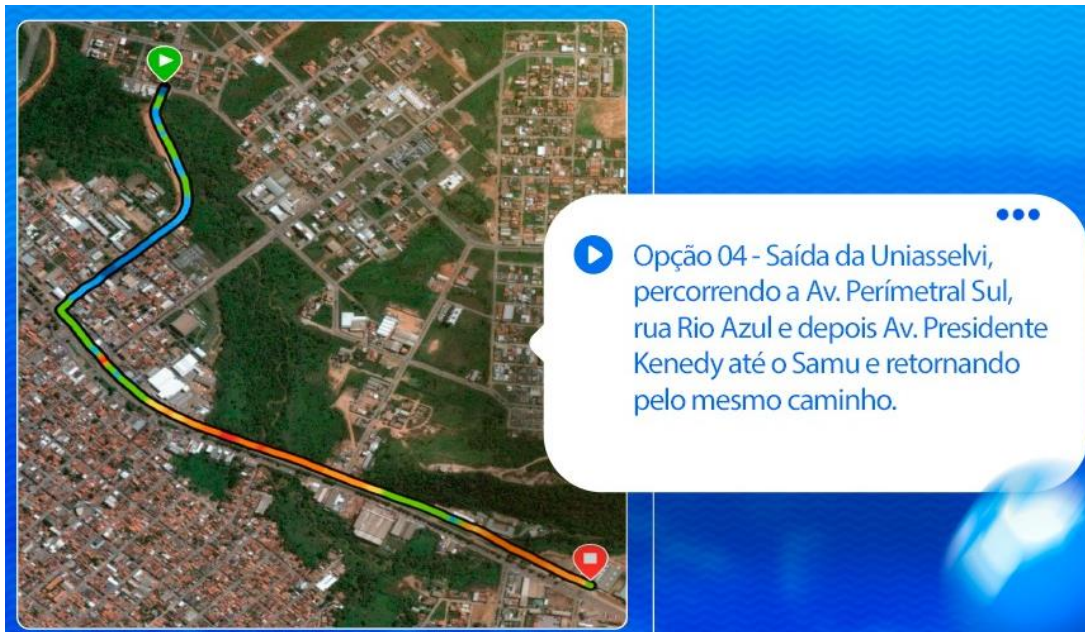 Opção 04 - Saída da Uniasselvi,
percorrendo a Av. Perímetral Sul,
rua Rio Azul e depois Av. Presidente
Kenedy até o Samu e retornando
pelo mesmo caminho.